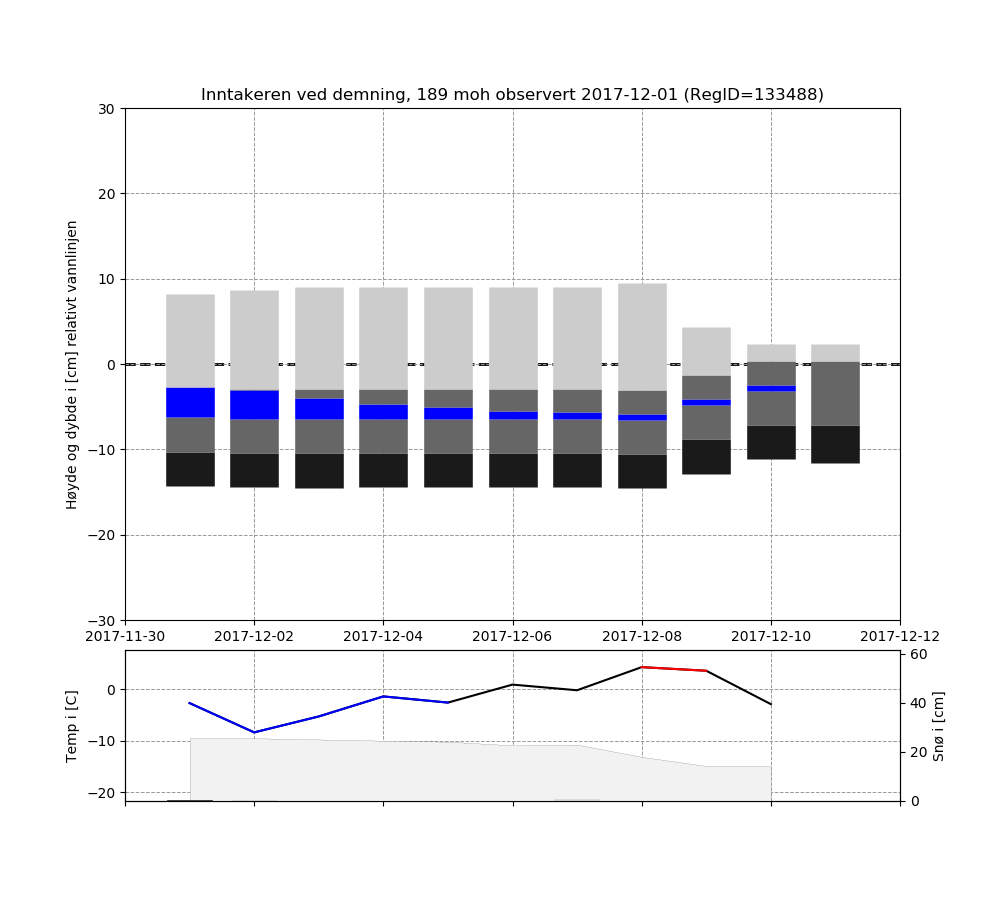 Inntakeren ved demning, 189 moh observert 2017-12-01 (RegID=133488)
Høyde og dybde i [cm] relativt vannlinjen
30
20
10
0
−10
−20
−30
2017-11-30 2017-12-02 2017-12-04 2017-12-06 2017-12-08 2017-12-10 2017-12-12
Temp i [C]
0
−10
−20
60
40
20
0
Snø i [cm]